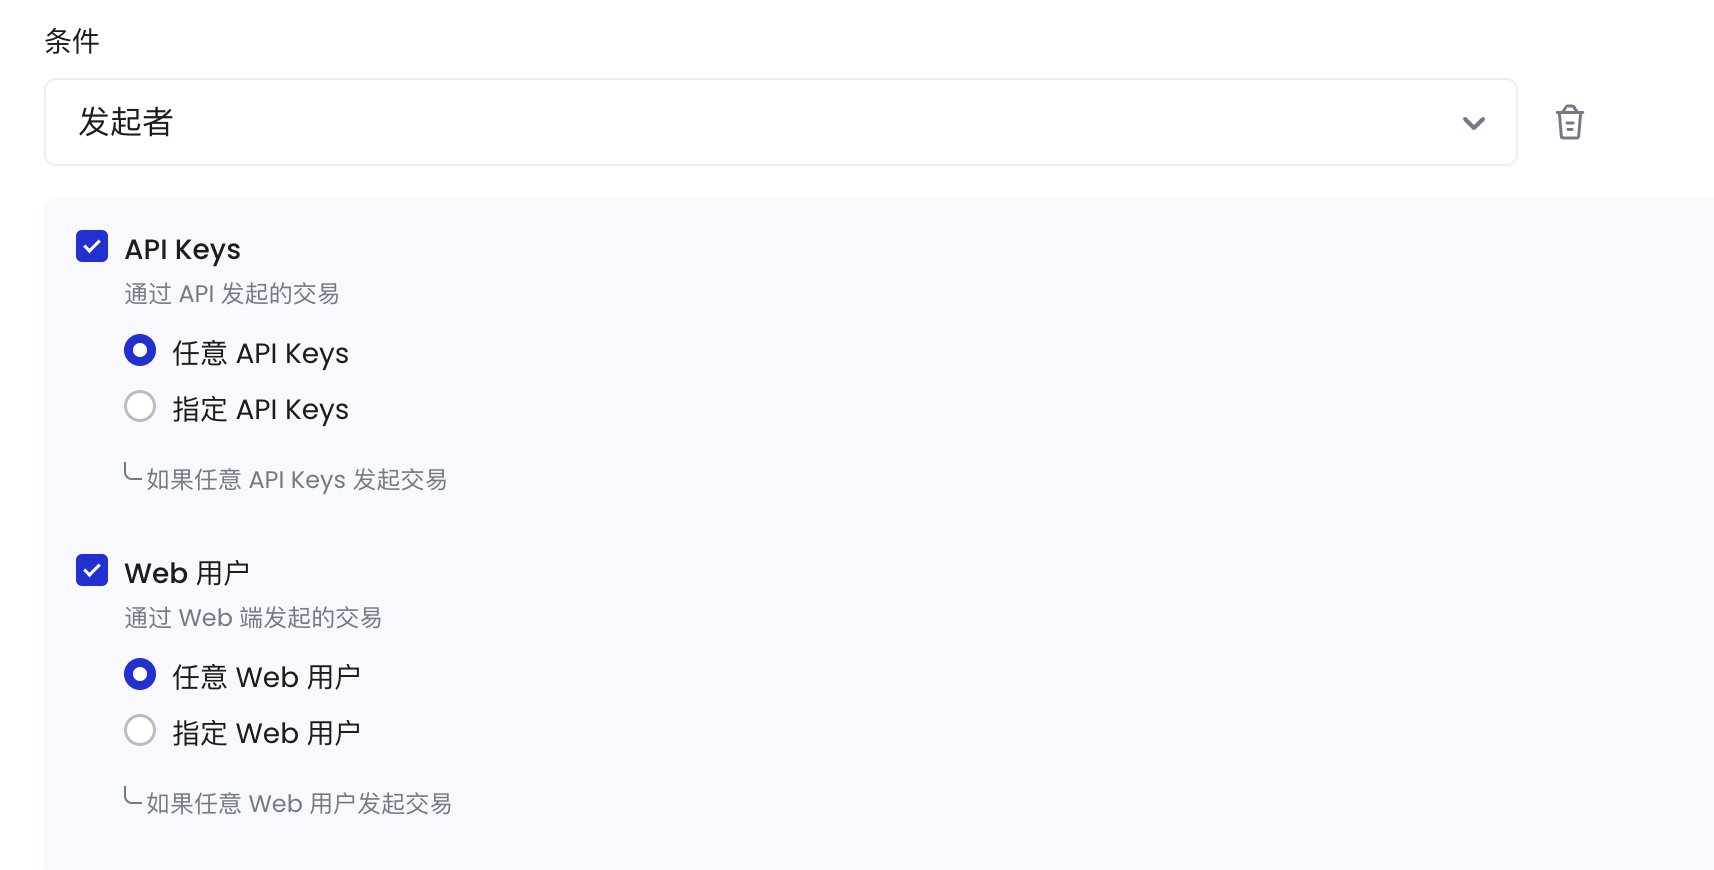 条件
发起者
API Keys
通过 API 发起的交易
任意 API Keys
指定 API Keys
如果任意 API Keys 发起交易
Web 用户
通过 Web 端发起的交易
任意 Web 用户
指定 Web 用户
如果任意 Web 用户发起交易